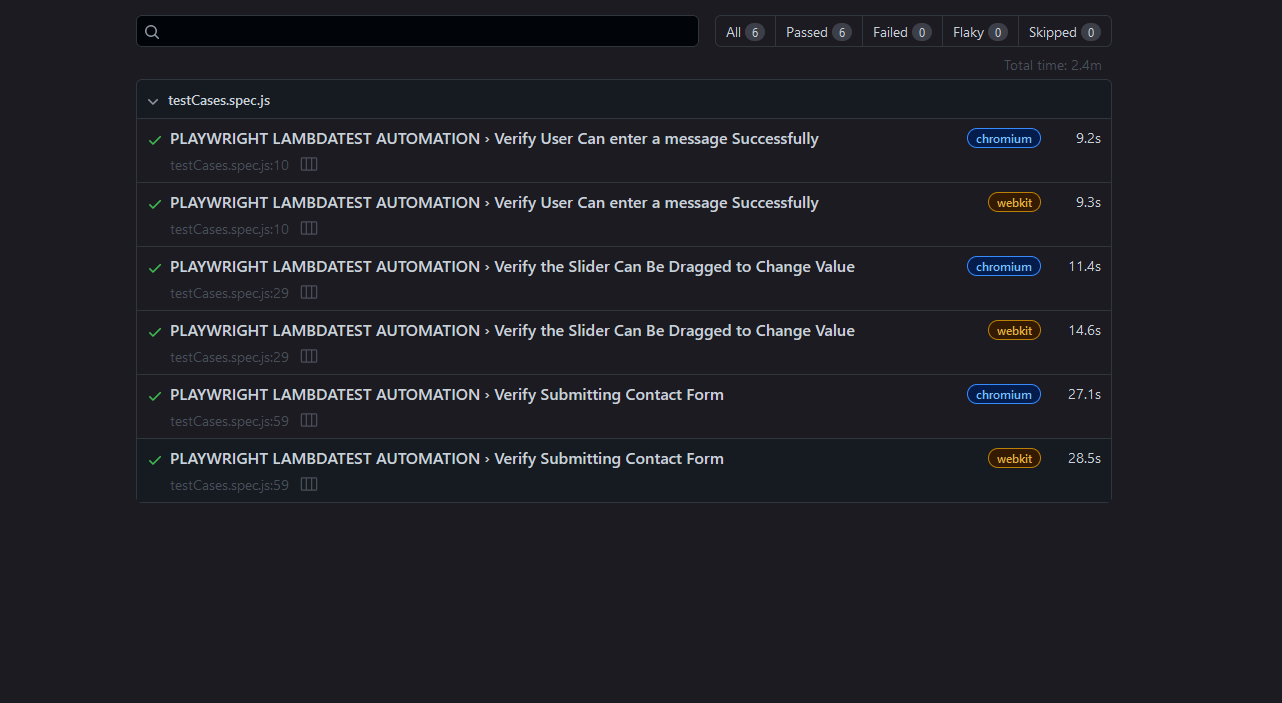 All 6 Passed 6 Failed 0 Flaky 0 Skipped 0
Total time: 2.4m
testCases.spec.js
PLAYWRIGHT LAMBDATEST AUTOMATION › Verify User Can enter a message Successfully chromium 9.2s
testCases.spec.js:10
PLAYWRIGHT LAMBDATEST AUTOMATION › Verify User Can enter a message Successfully webkit 9.3s
testCases.spec.js:10
PLAYWRIGHT LAMBDATEST AUTOMATION › Verify the Slider Can Be Dragged to Change Value chromium 11.4s
testCases.spec.js:29
PLAYWRIGHT LAMBDATEST AUTOMATION › Verify the Slider Can Be Dragged to Change Value webkit 14.6s
testCases.spec.js:29
PLAYWRIGHT LAMBDATEST AUTOMATION › Verify Submitting Contact Form chromium 27.1s
testCases.spec.js:59
PLAYWRIGHT LAMBDATEST AUTOMATION › Verify Submitting Contact Form webkit 28.5s
testCases.spec.js:59